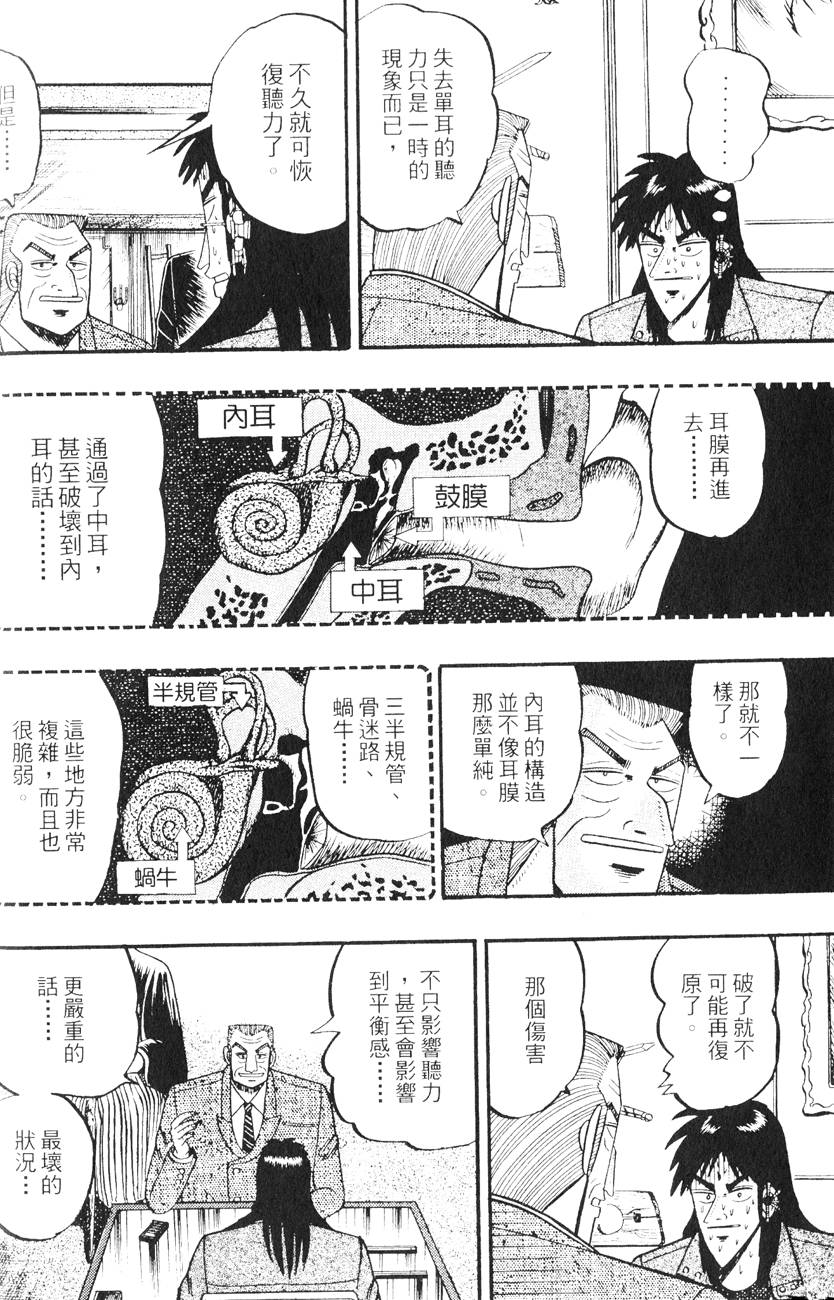 …………
失去單耳的聽
力只是一時的
現象而已，
不久就可恢
復聽力了。
但是……
耳膜再進
去……
內耳
鼓膜
中耳
通過了中耳，
甚至破壞到內
耳的話………
那就不一
樣了。
內耳的構造
並不像耳膜
那麼單純。
三半規管、
骨迷路、
蝸牛……
半規管
蝸牛
這些地方非常
複雜，而且也
很脆弱。
破了就不
可能再復
原了。
那個傷害
不只影響聽力
，甚至會影響
到平衡感……
更嚴重的
話……
最壞的
狀況…